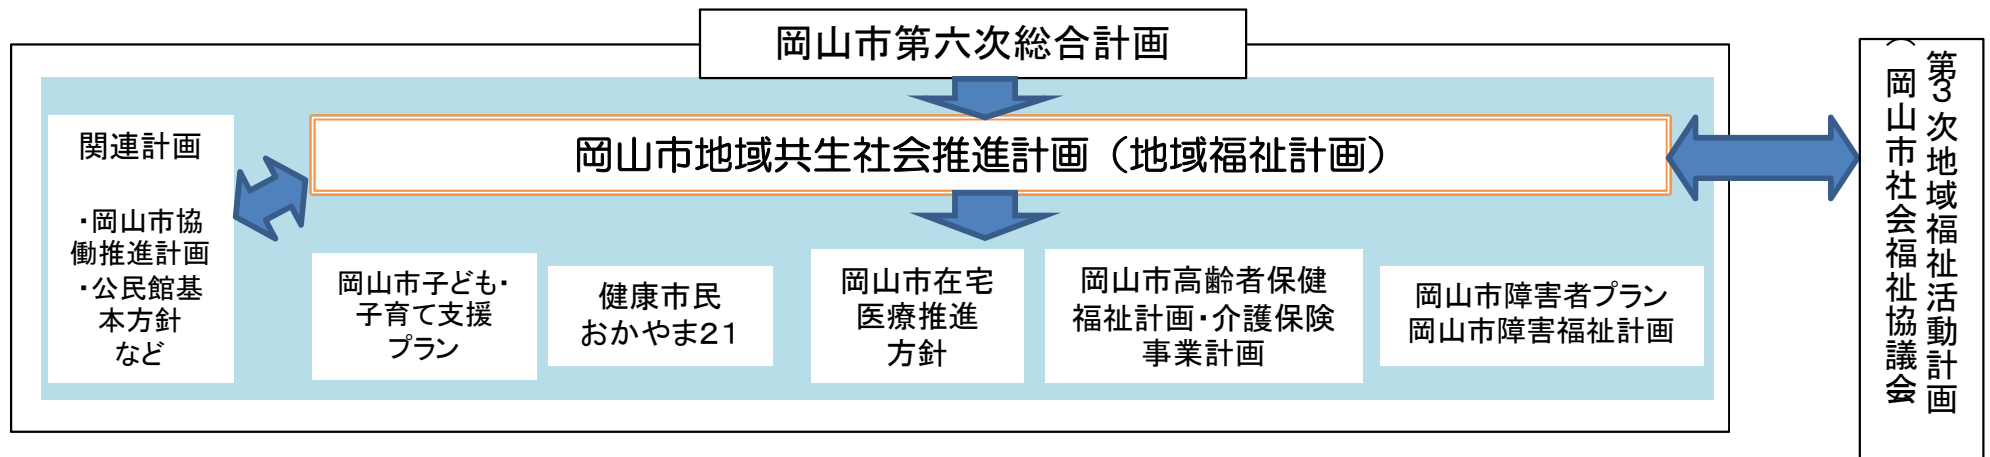 岡山市第六次総合計画
関連計画
・岡山市協
働推進計画
・公民館基
本方針
など
岡山市地域共生社会推進計画（地域福祉計画）
岡山市子ども・
子育て支援
プラン
健康市民
おかやま21
岡山市在宅
医療推進
方針
岡山市高齢者保健
福祉計画・介護保険
事業計画
岡山市障害者プラン
岡山市障害福祉計画
第３次地域福祉活動計画
（岡山市社会福祉協議会